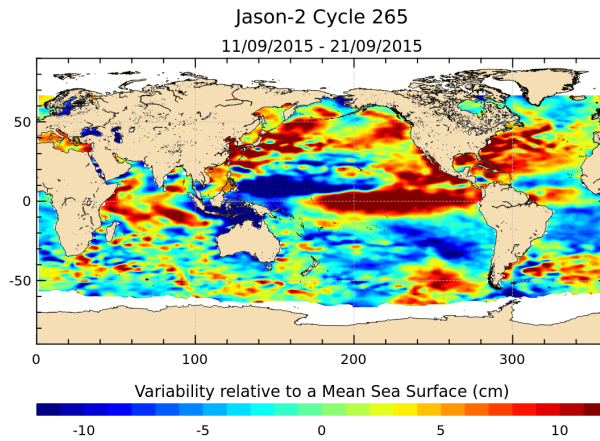 Jason-2 Cycle 265
11/09/2015 - 21/09/2015
50
0
-50
0 100 200 300
Variability relative to a Mean Sea Surface (cm)
-10 -5 0 5 10